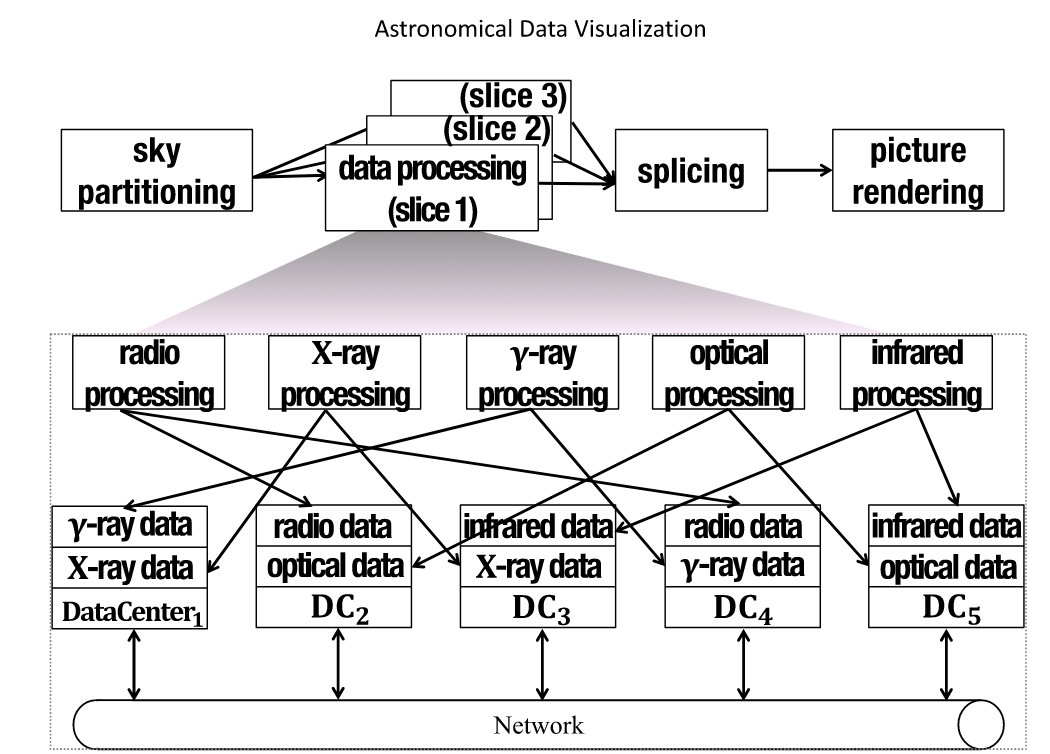 Astronomical Data Visualization
sky
partitioning
(slice 3)
(slice 2)
data processing
(slice 1)
splicing
picture
rendering
radio
processing
X-ray
processing
γ-ray
processing
optical
processing
infrared
processing
γ-ray data
X-ray data
DataCenter₁
radio data
optical data
DC₂
infrared data
X-ray data
DC₃
radio data
γ-ray data
DC₄
infrared data
optical data
DC₅
Network